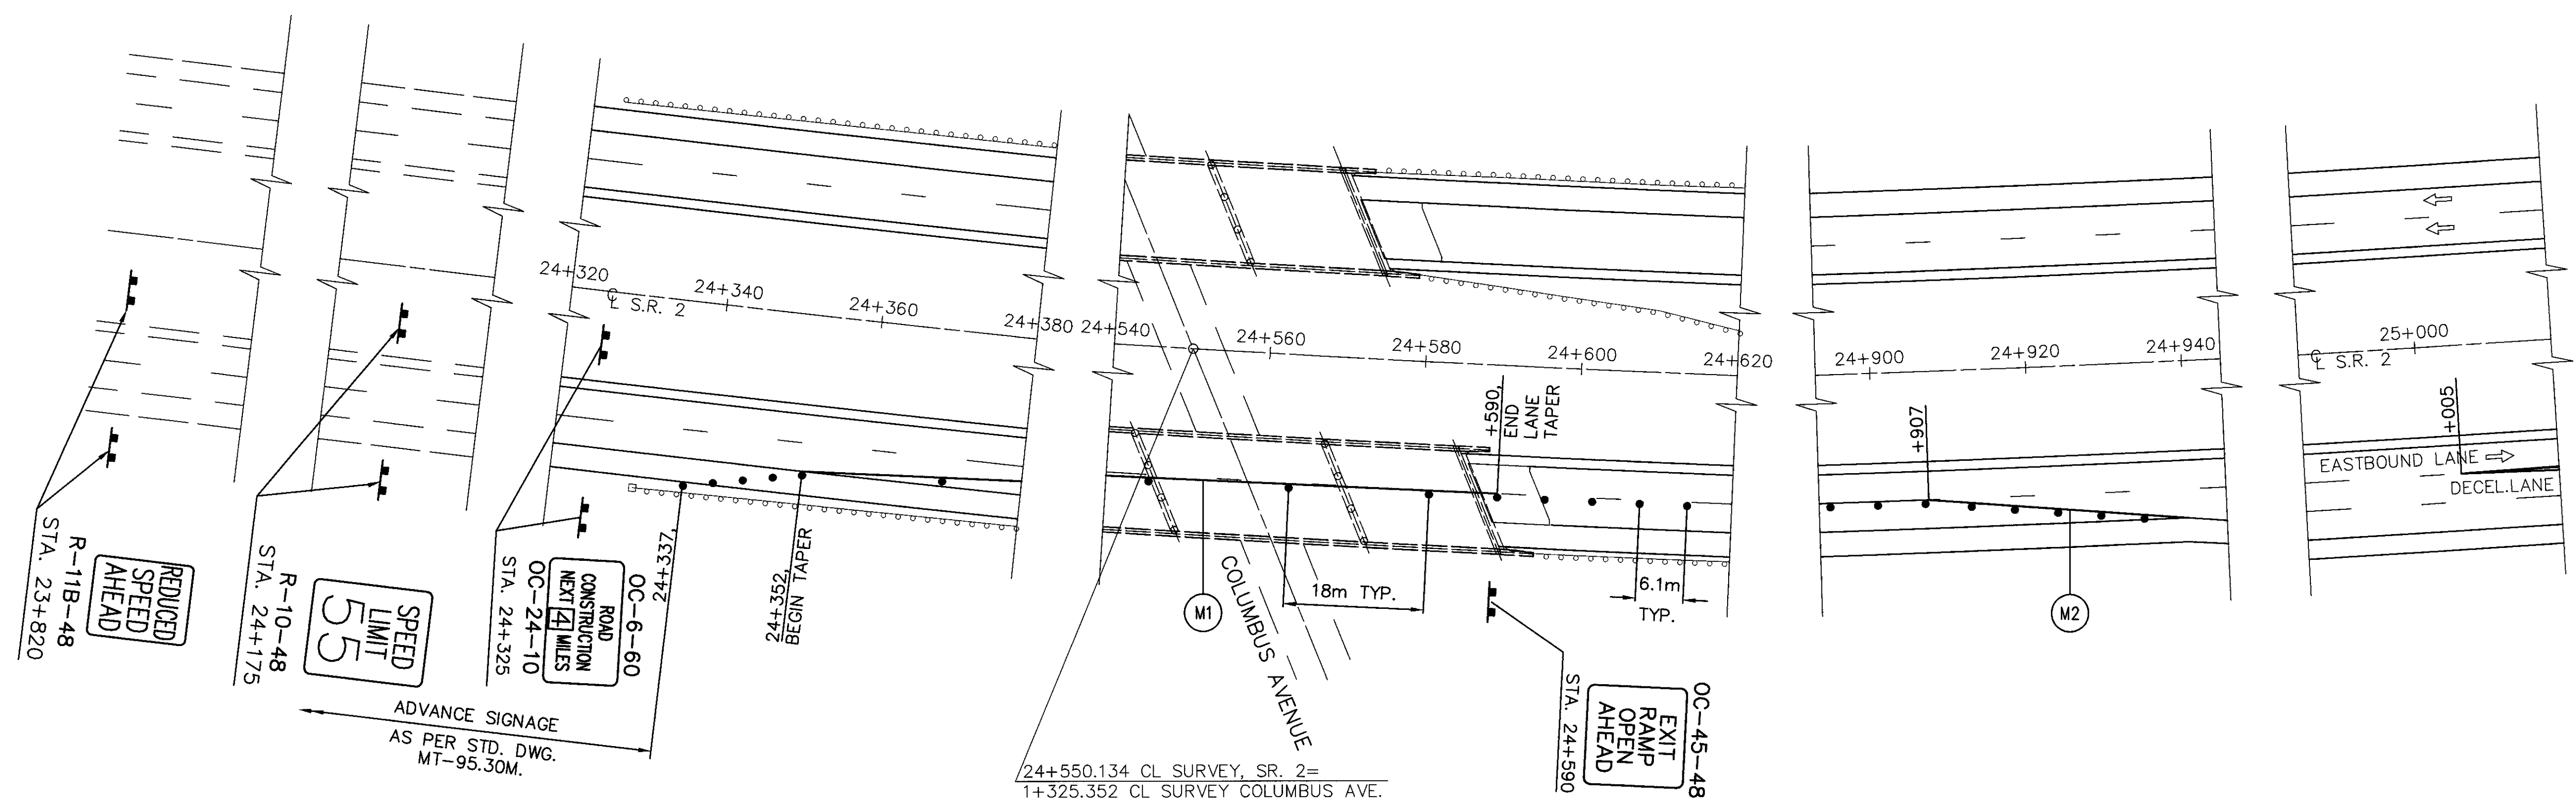 24+320
℄ S.R. 2
24+340
24+360
24+380
24+540
24+560
24+580
24+600
24+620
24+900
24+920
24+940
℄ S.R. 2
25+000
+590,
END
LANE
TAPER
+907
+005
EASTBOUND LANE
DECEL.LANE
REDUCED
SPEED
AHEAD
R-11B-48
STA. 23+820
SPEED
LIMIT
55
R-10-48
STA. 24+175
OC-6-60
ROAD
CONSTRUCTION
NEXT 4 MILES
OC-24-10
STA. 24+325
24+337,
24+352,
BEGIN TAPER
ADVANCE SIGNAGE
AS PER STD. DWG.
MT-95.30M.
M1
COLUMBUS AVENUE
18m TYP.
6.1m
TYP.
M2
OC-45-48
EXIT
RAMP
OPEN
AHEAD
STA. 24+590
24+550.134 CL SURVEY, SR. 2=
1+325.352 CL SURVEY COLUMBUS AVE.